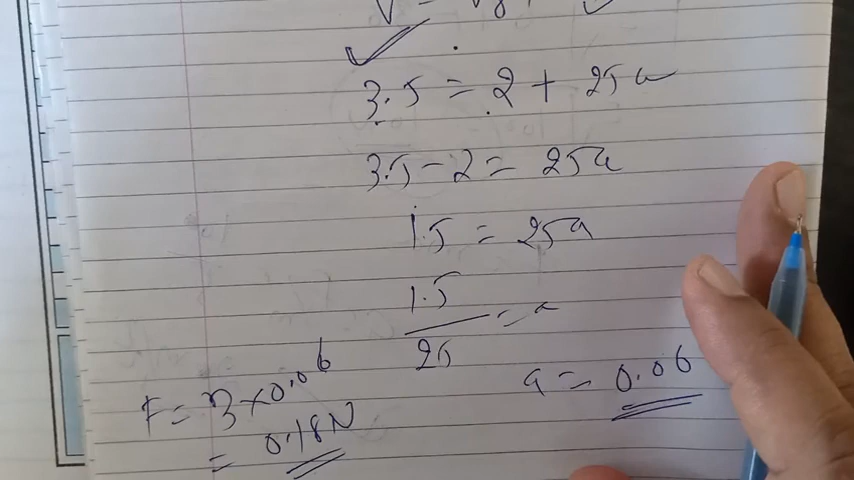 3.5 = 2 + 25a
3.5 - 2 = 25a
1.5 = 25a
1.5
25
= a
a = 0.06
F = 3 × 0.06
= 0.18N